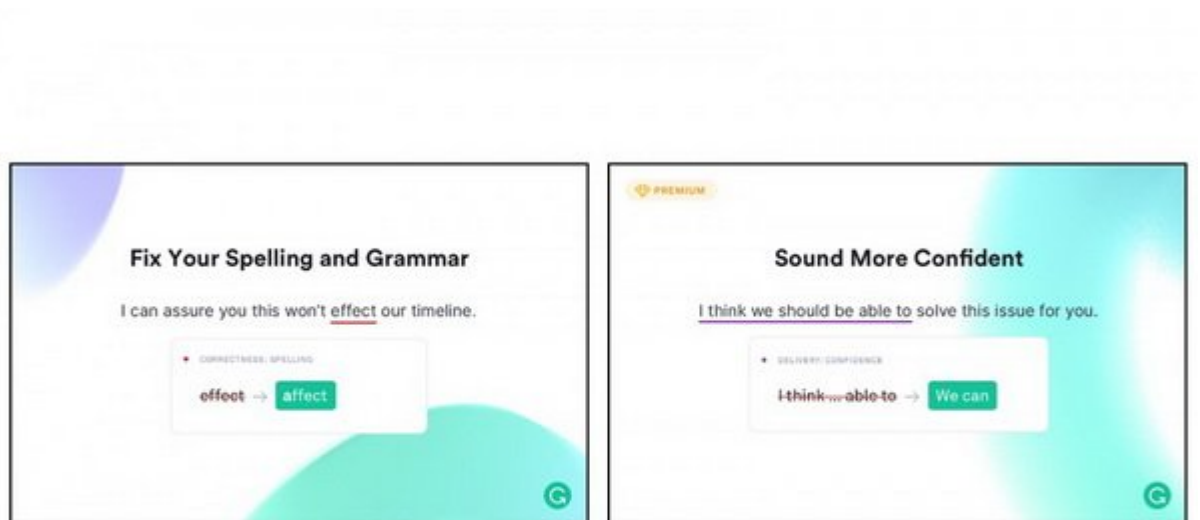 Fix Your Spelling and Grammar
I can assure you this won't effect our timeline.
CORRECTNESS: SPELLING
effect → affect
PREMIUM
Sound More Confident
I think we should be able to solve this issue for you.
DELIVERY: CONFIDENCE
I think ... able to → We can